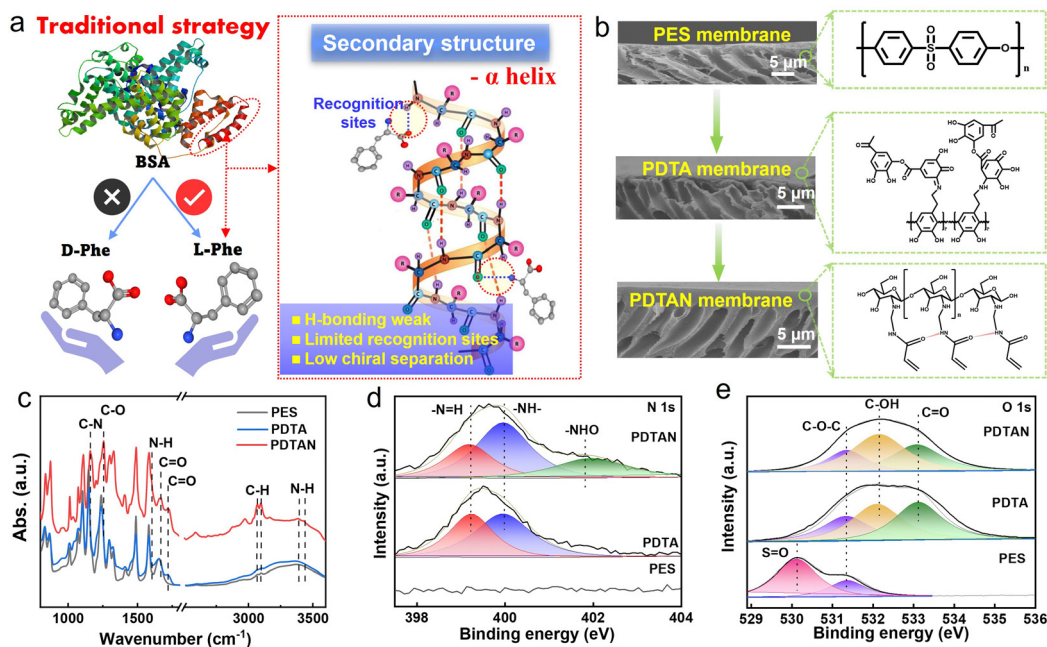 a
Traditional strategy
BSA
D-Phe
L-Phe
Secondary structure
- α helix
Recognition
sites
■ H-bonding weak
■ Limited recognition sites
■ Low chiral separation
b
PES membrane
5 μm
PDTA membrane
5 μm
PDTAN membrane
5 μm
c
Abs. (a.u.)
C-N
C-O
N-H
C=O
C=O
C-H
N-H
PES
PDTA
PDTAN
1000
1500
2500
3000
3500
Wavenumber (cm⁻¹)
d
Intensity (a.u.)
-N=H
-NH-
-NHO
N 1s
PDTAN
PDTA
PES
398
400
402
404
Binding energy (eV)
e
Intensity (a.u.)
C-O-C
C-OH
C=O
O 1s
PDTAN
PDTA
S=O
PES
529
530
531
532
533
534
535
536
Binding energy (eV)